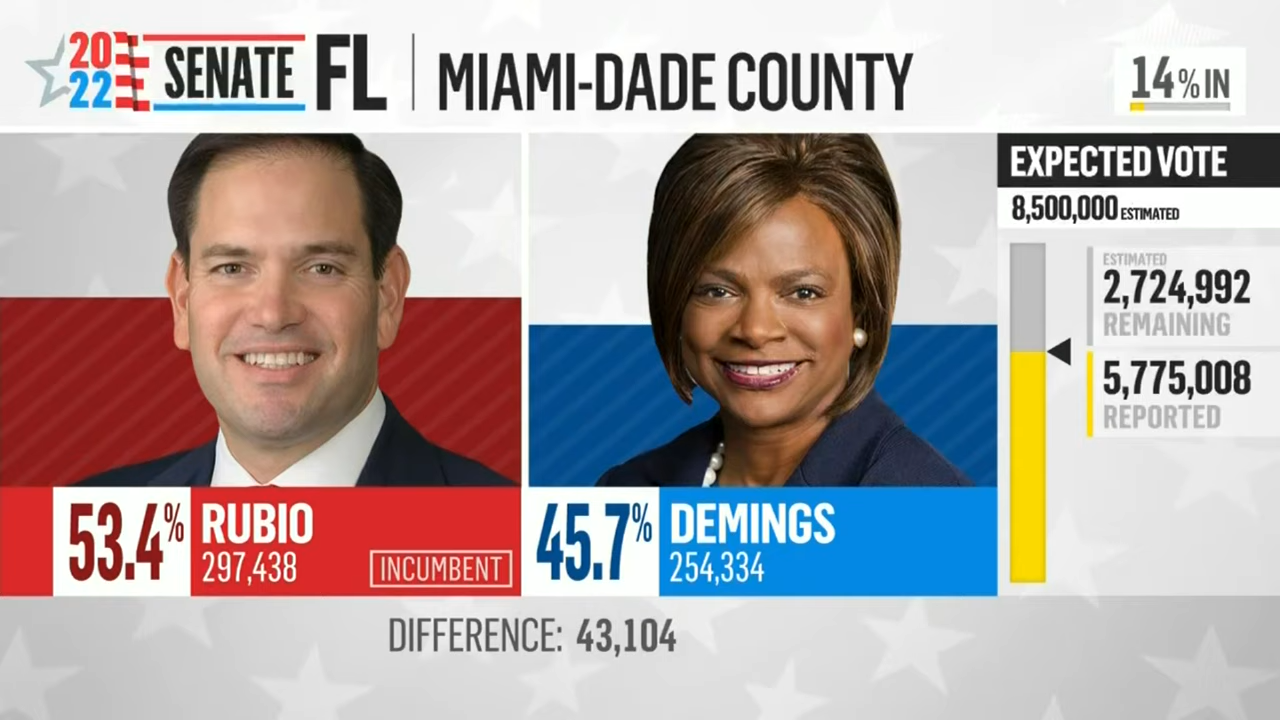 2022 SENATE FL MIAMI-DADE COUNTY
14% IN
EXPECTED VOTE
8,500,000 ESTIMATED
ESTIMATED
2,724,992
REMAINING
5,775,008
REPORTED
53.4% RUBIO
297,438
INCUMBENT
45.7% DEMINGS
254,334
DIFFERENCE: 43,104